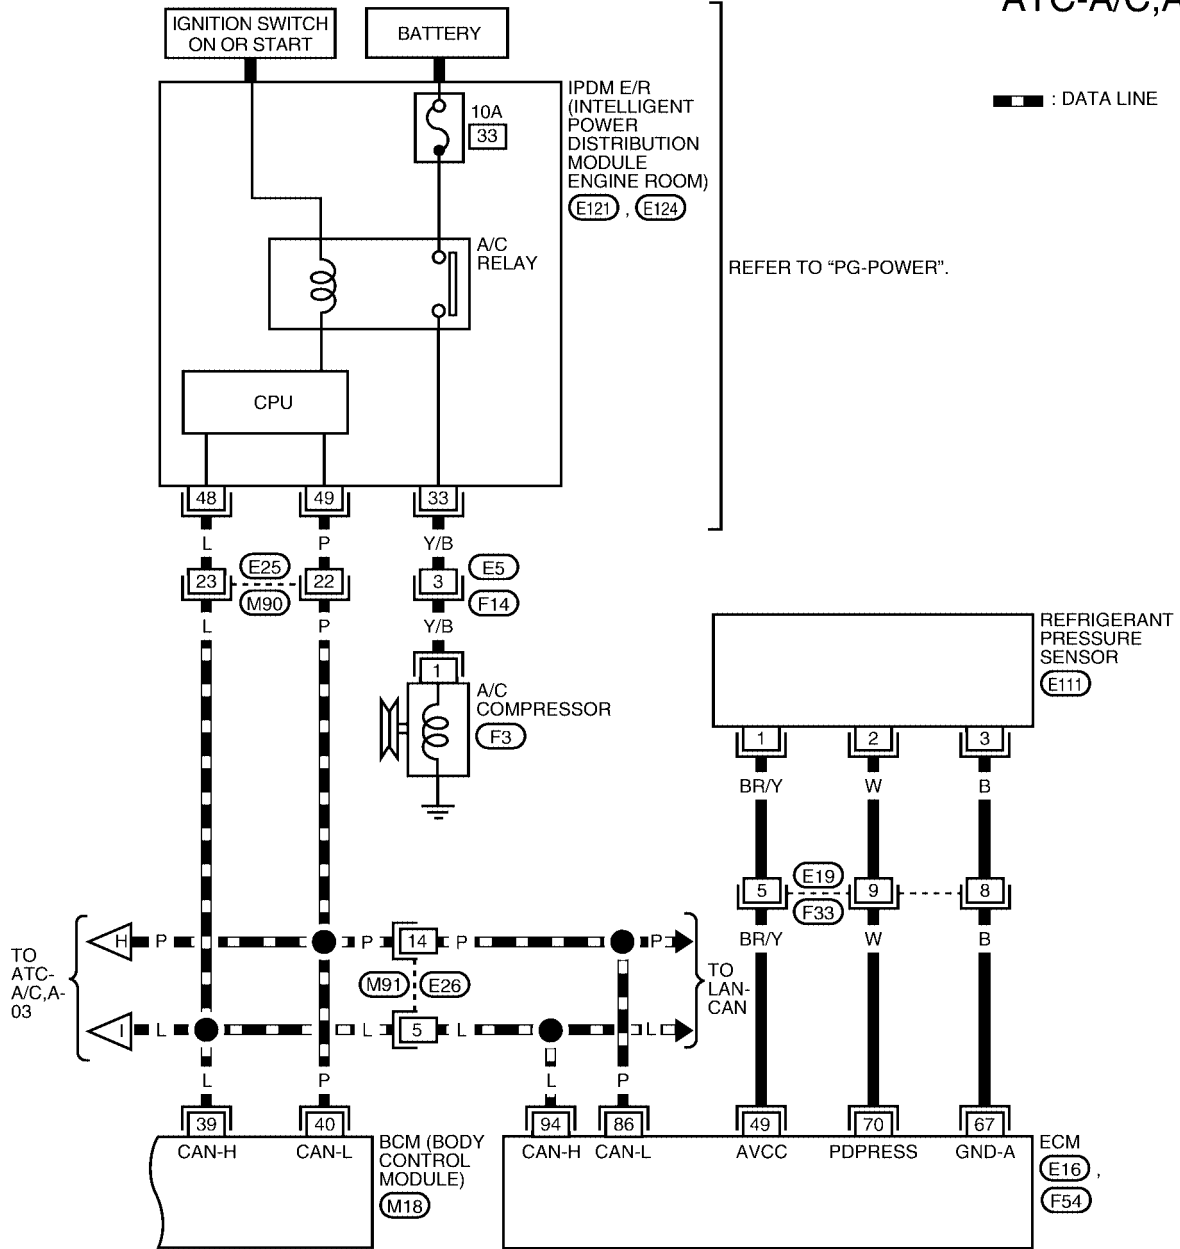 ATC-A/C,A
IGNITION SWITCH
ON OR START
BATTERY
: DATA LINE
10A
33
IPDM E/R
(INTELLIGENT
POWER
DISTRIBUTION
MODULE
ENGINE ROOM)
E121 , E124
A/C
RELAY
REFER TO “PG-POWER”.
CPU
48 49 33
L P Y/B
23 E25 22 3 E5
M90 F14
L P Y/B
1
A/C
COMPRESSOR
F3
REFRIGERANT
PRESSURE
SENSOR
E111
1 2 3
BR/Y W B
5 E19 9 8
F33
BR/Y W B
H P P 14 P P
TO
ATC-
A/C,A-
03
M91 E26
TO
LAN-
CAN
I L L 5 L L
L P L P
39 40 94 86 49 70 67
CAN-H CAN-L CAN-H CAN-L AVCC PDPRESS GND-A
BCM (BODY
CONTROL
MODULE)
M18
ECM
E16 ,
F54